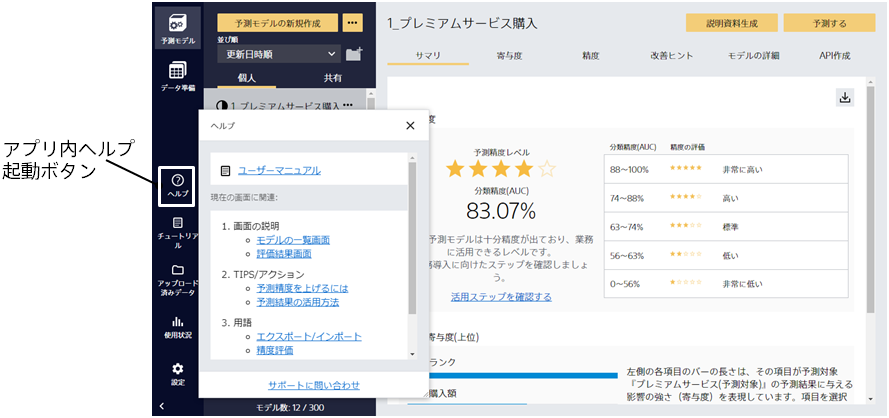 アプリ内ヘルプ
起動ボタン
予測モデル
データ準備
ヘルプ
チュートリア
ル
アップロード
済みデータ
使用状況
設定
予測モデルの新規作成
並び順
更新日時順
個人
共有
1_プレミアムサービス購入
ヘルプ
ユーザーマニュアル
現在の画面に関連:
1. 画面の説明
モデルの一覧画面
評価結果画面
2. TIPS/アクション
予測精度を上げるには
予測結果の活用方法
3. 用語
エクスポート/インポート
精度評価
サポートに問い合わせ
モデル数: 12 / 300
1_プレミアムサービス購入
説明資料生成
予測する
サマリ
寄与度
精度
改善ヒント
モデルの詳細
API作成
度
予測精度レベル
分類精度(AUC)
83.07%
予測モデルは十分精度が出ており、業務
に活用できるレベルです。
導入に向けたステップを確認しましょ
う。
活用ステップを確認する
分類精度(AUC) 精度の評価
88～100% ★★★★★ 非常に高い
74～88% ★★★★☆ 高い
63～74% ★★★☆☆ 標準
56～63% ★★☆☆☆ 低い
0～56% ★☆☆☆☆ 非常に低い
寄与度(上位)
ランク
購入額
左側の各項目のバーの長さは、その項目が予測対象
『プレミアムサービス(予測対象)』の予測結果に与える
影響の強さ（寄与度）を表現しています。項目を選択